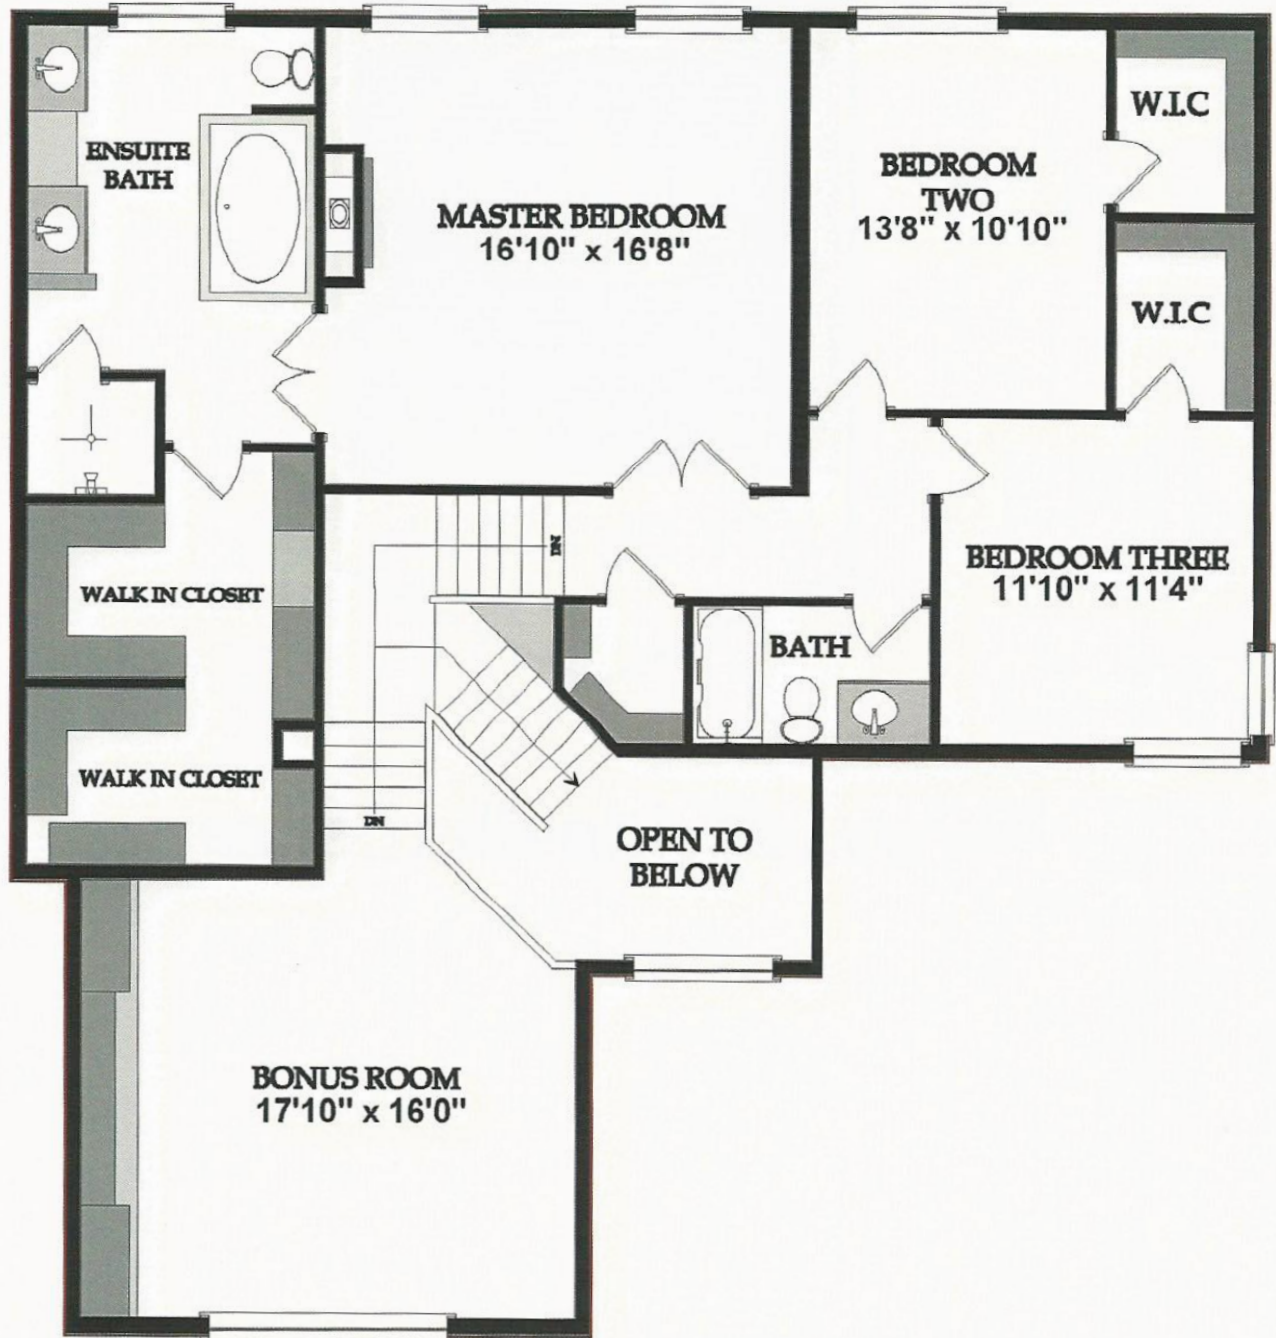 ENSUITE
BATH
MASTER BEDROOM
16'10" x 16'8"
BEDROOM
TWO
13'8" x 10'10"
W.I.C
W.I.C
WALK IN CLOSET
DN
BEDROOM THREE
11'10" x 11'4"
BATH
WALK IN CLOSET
DN
OPEN TO
BELOW
BONUS ROOM
17'10" x 16'0"